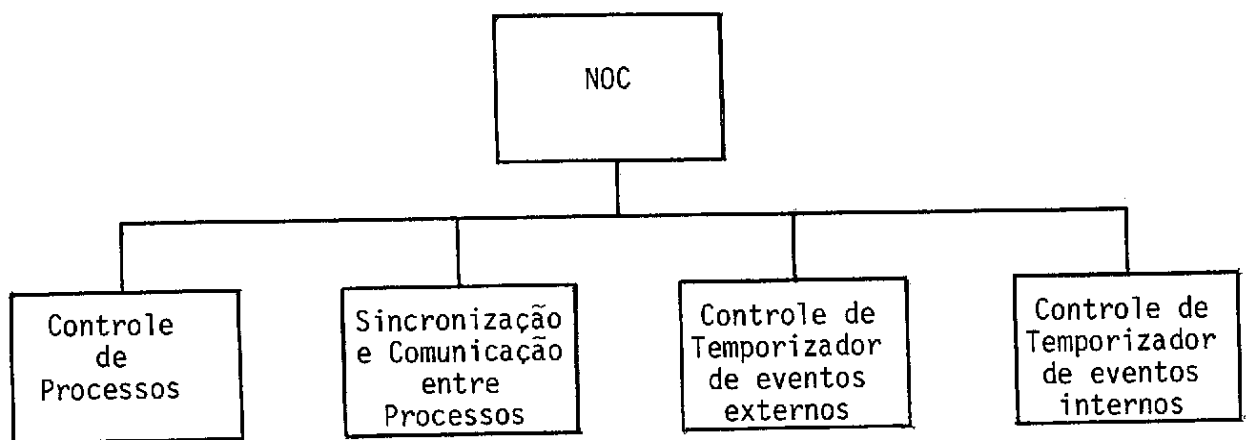 NOC
Controle
de
Processos
Sincronização
e Comunicação
entre
Processos
Controle de
Temporizador
de eventos
externos
Controle de
Temporizador
de eventos
internos